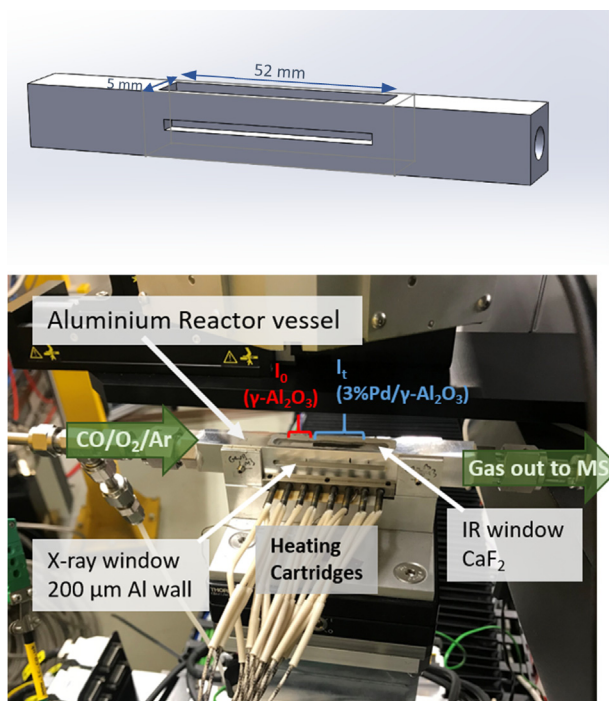 5 mm
52 mm
Aluminium Reactor vessel
I₀
(γ-Al₂O₃)
Iₜ
(3%Pd/γ-Al₂O₃)
CO/O₂/Ar
Gas out to MS
X-ray window
200 μm Al wall
Heating
Cartridges
IR window
CaF₂
THOR